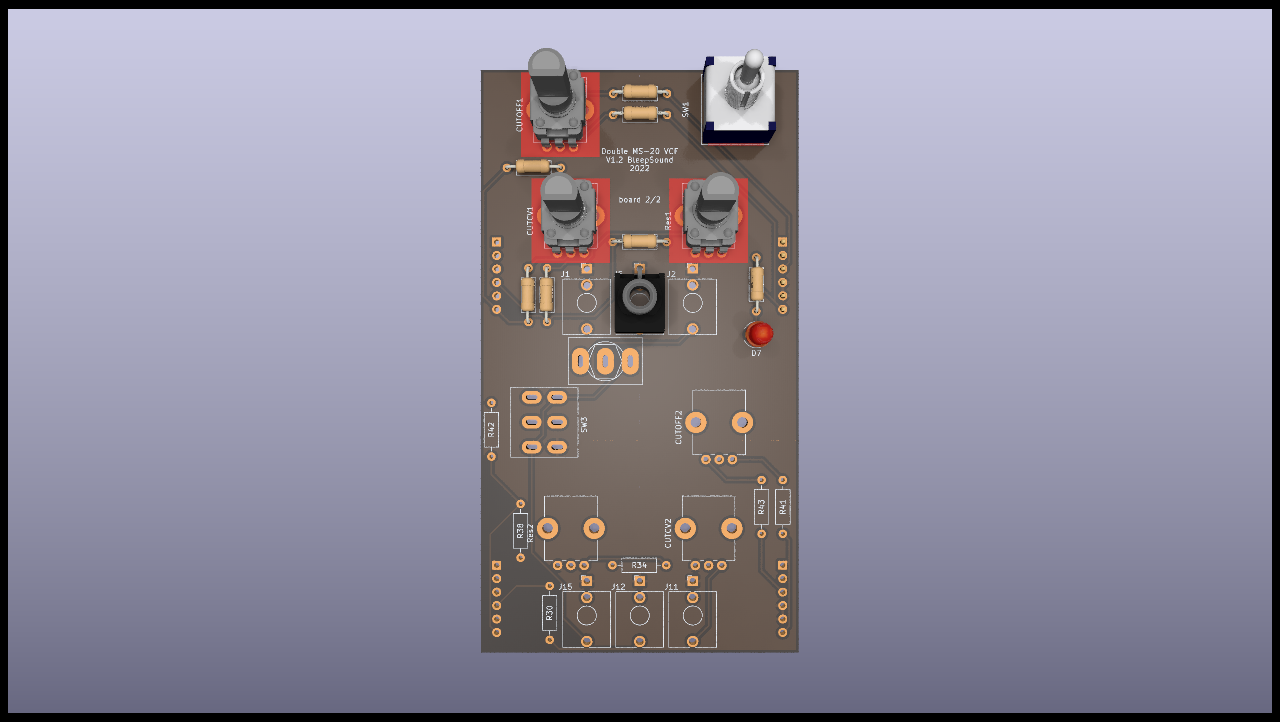 CUTOFF1
SW1
Double MS-20 VCF
V1.2 BleepSound
2022
board 2/2
CUTCV1
Res1
J1
J2
D7
R42
SW3
CUTOFF2
R43
R41
R38
Res2
CUTCV2
R34
J15
J12
J11
R30